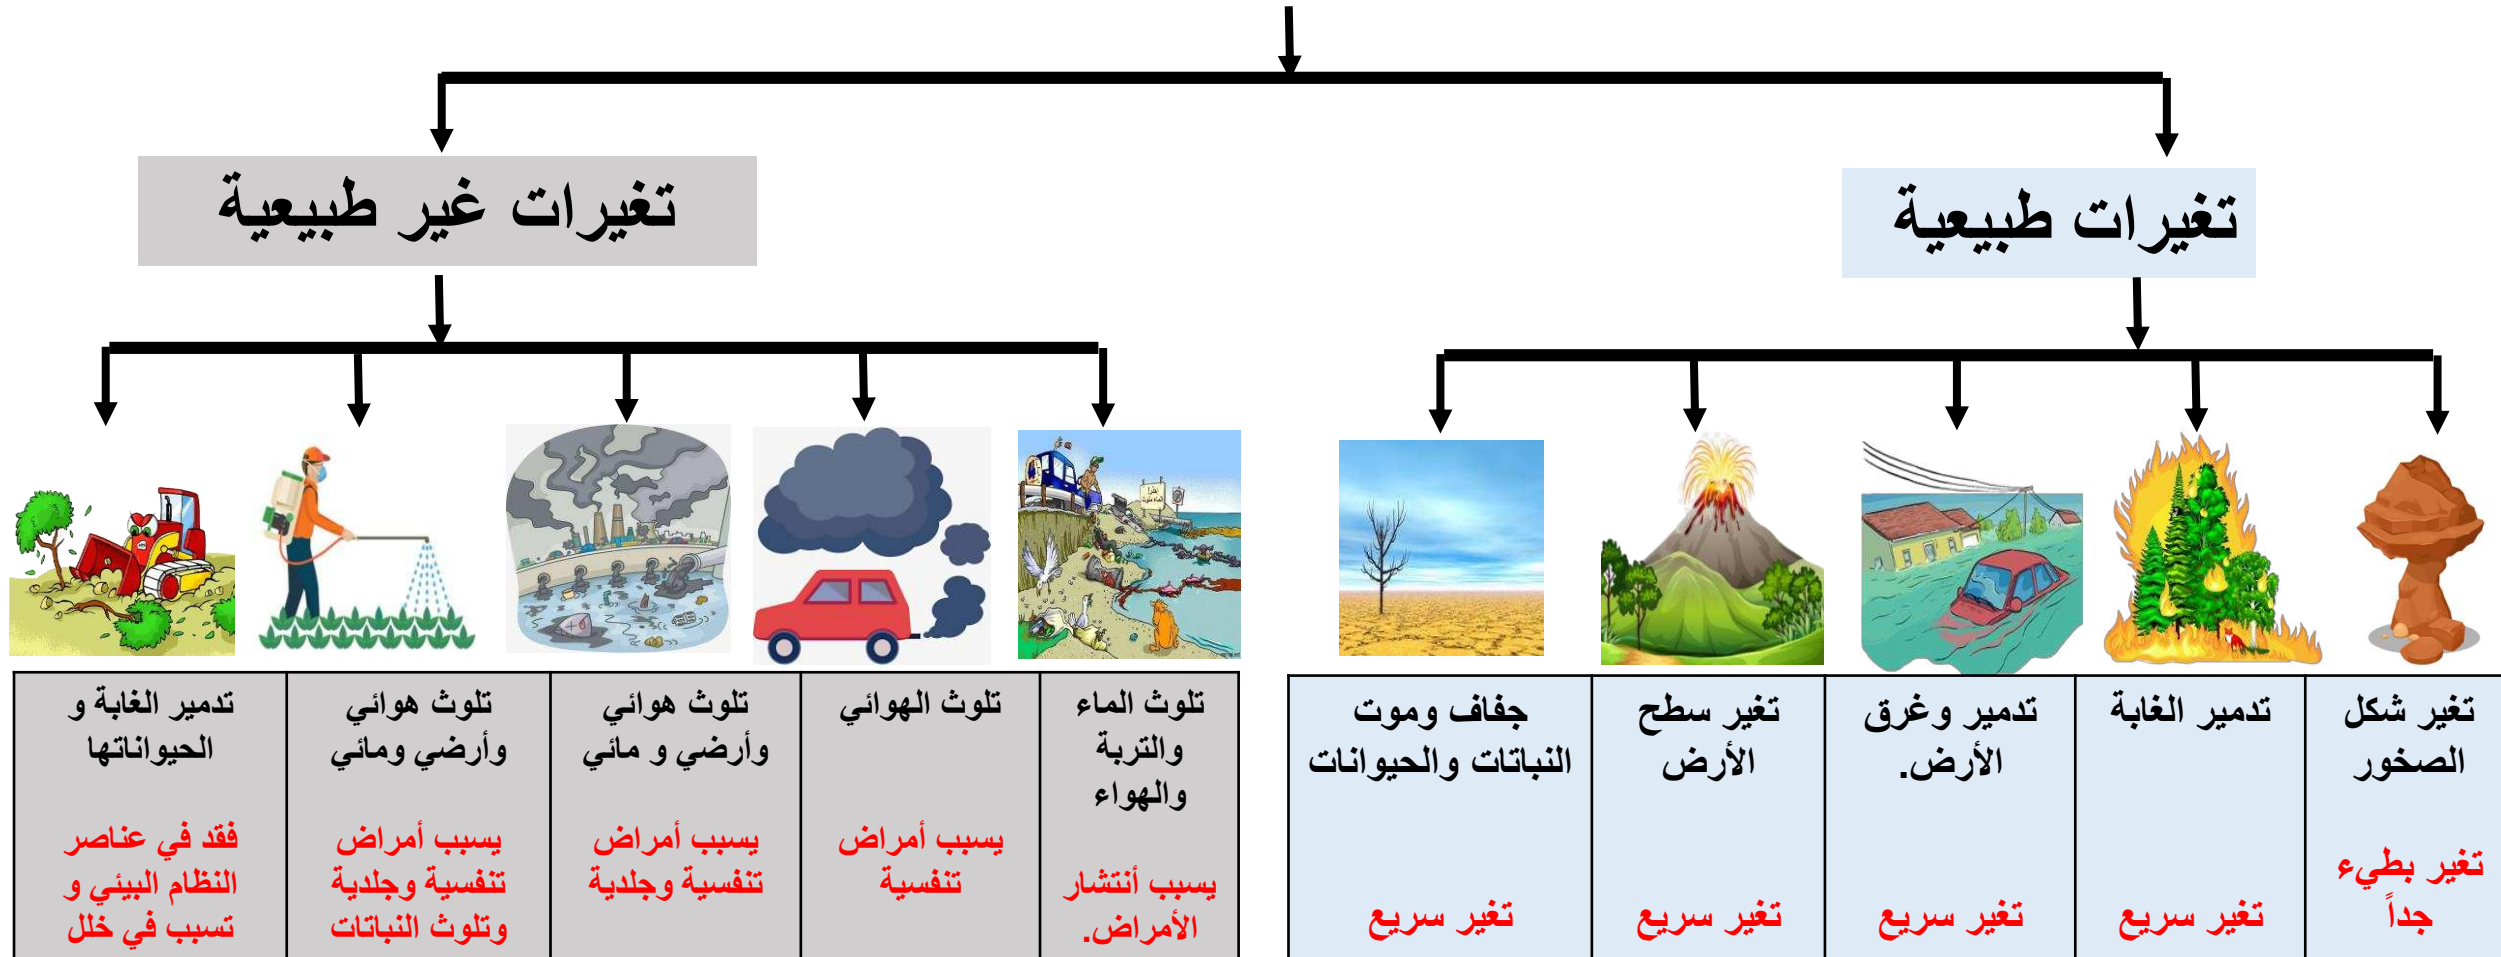 تغيرات طبيعية
تغيرات غير طبيعية
تغير شكل
الصخور
تغير بطيء
جداً
تدمير الغابة
تغير سريع
تدمير وغرق
الأرض.
تغير سريع
تغير سطح
الأرض
تغير سريع
جفاف وموت
النباتات والحيوانات
تغير سريع
تلوث الماء
والتربة
والهواء
يسبب أنتشار
الأمراض.
تلوث الهوائي
يسبب أمراض
تنفسية
تلوث هوائي
وأرضي و مائي
يسبب أمراض
تنفسية وجلدية
تلوث هوائي
وأرضي ومائي
يسبب أمراض
تنفسية وجلدية
وتلوث النباتات
تدمير الغابة و
الحيواناتها
فقد في عناصر
النظام البيئي و
تسبب في خلل